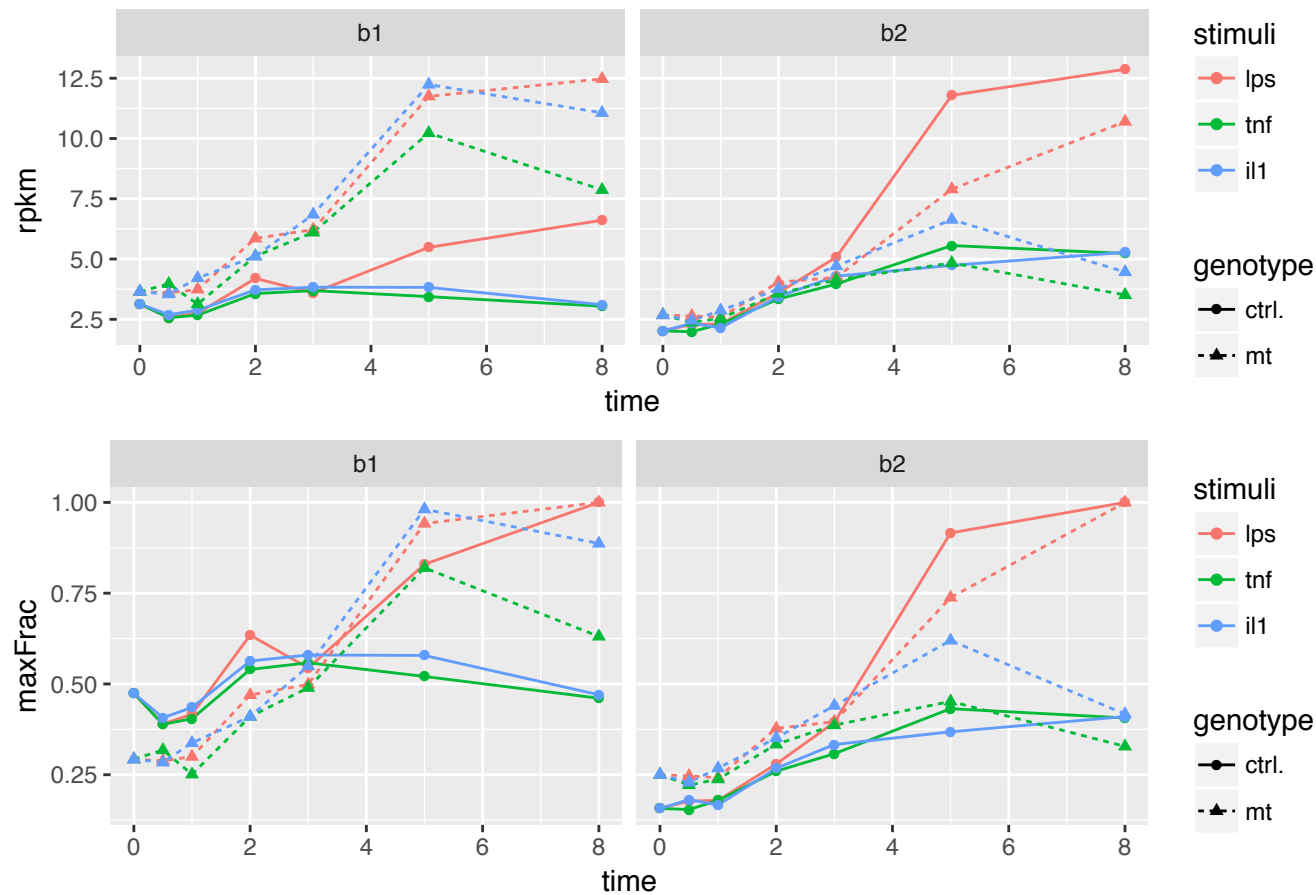 b1 b2
12.5
10.0
7.5
5.0
2.5
rpkm
0 2 4 6 8 0 2 4 6 8
time
stimuli
lps
tnf
il1
genotype
ctrl.
mt
b1 b2
1.00
0.75
0.50
0.25
maxFrac
0 2 4 6 8 0 2 4 6 8
time
stimuli
lps
tnf
il1
genotype
ctrl.
mt